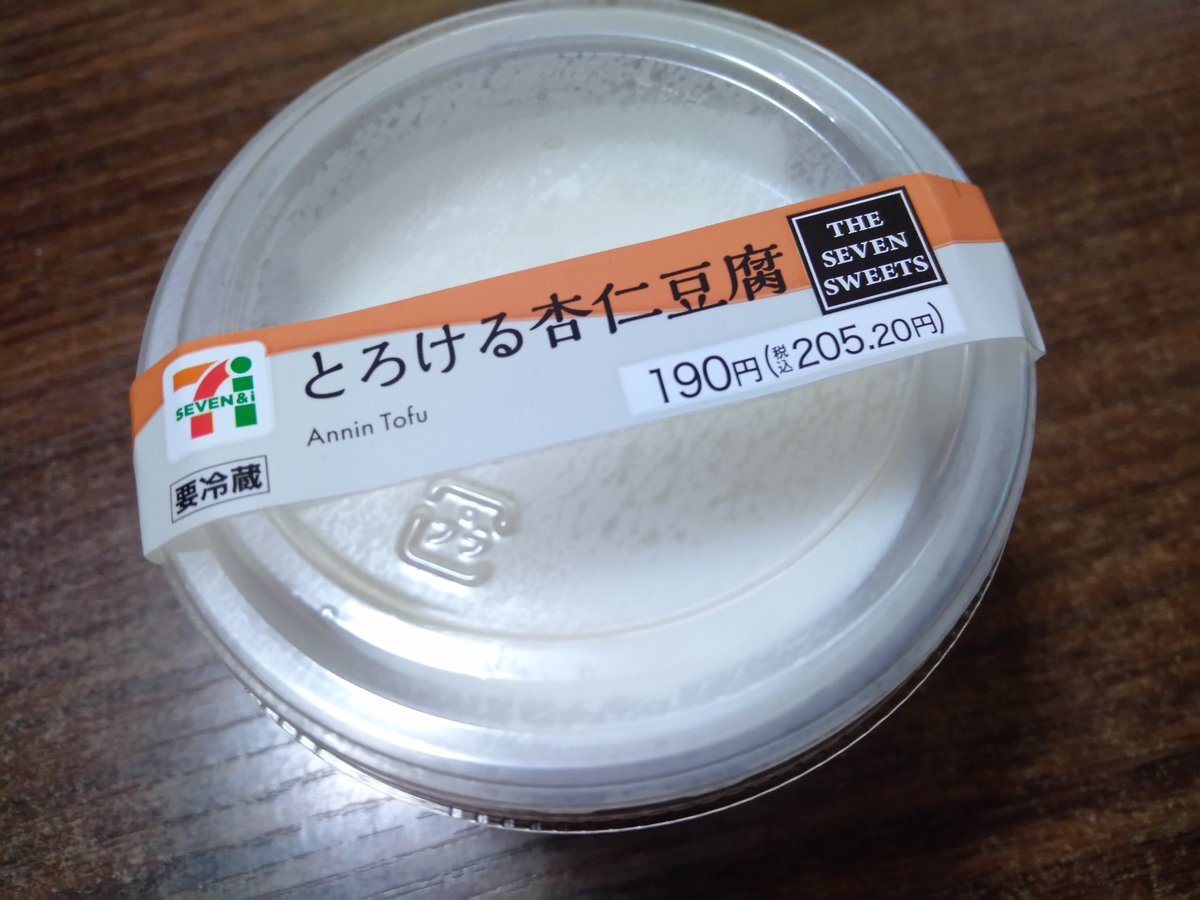 とろける杏仁豆腐
Annin Tofu
THE
SEVEN
SWEETS
190円(税込205.20円)
SEVEN&i
要冷蔵